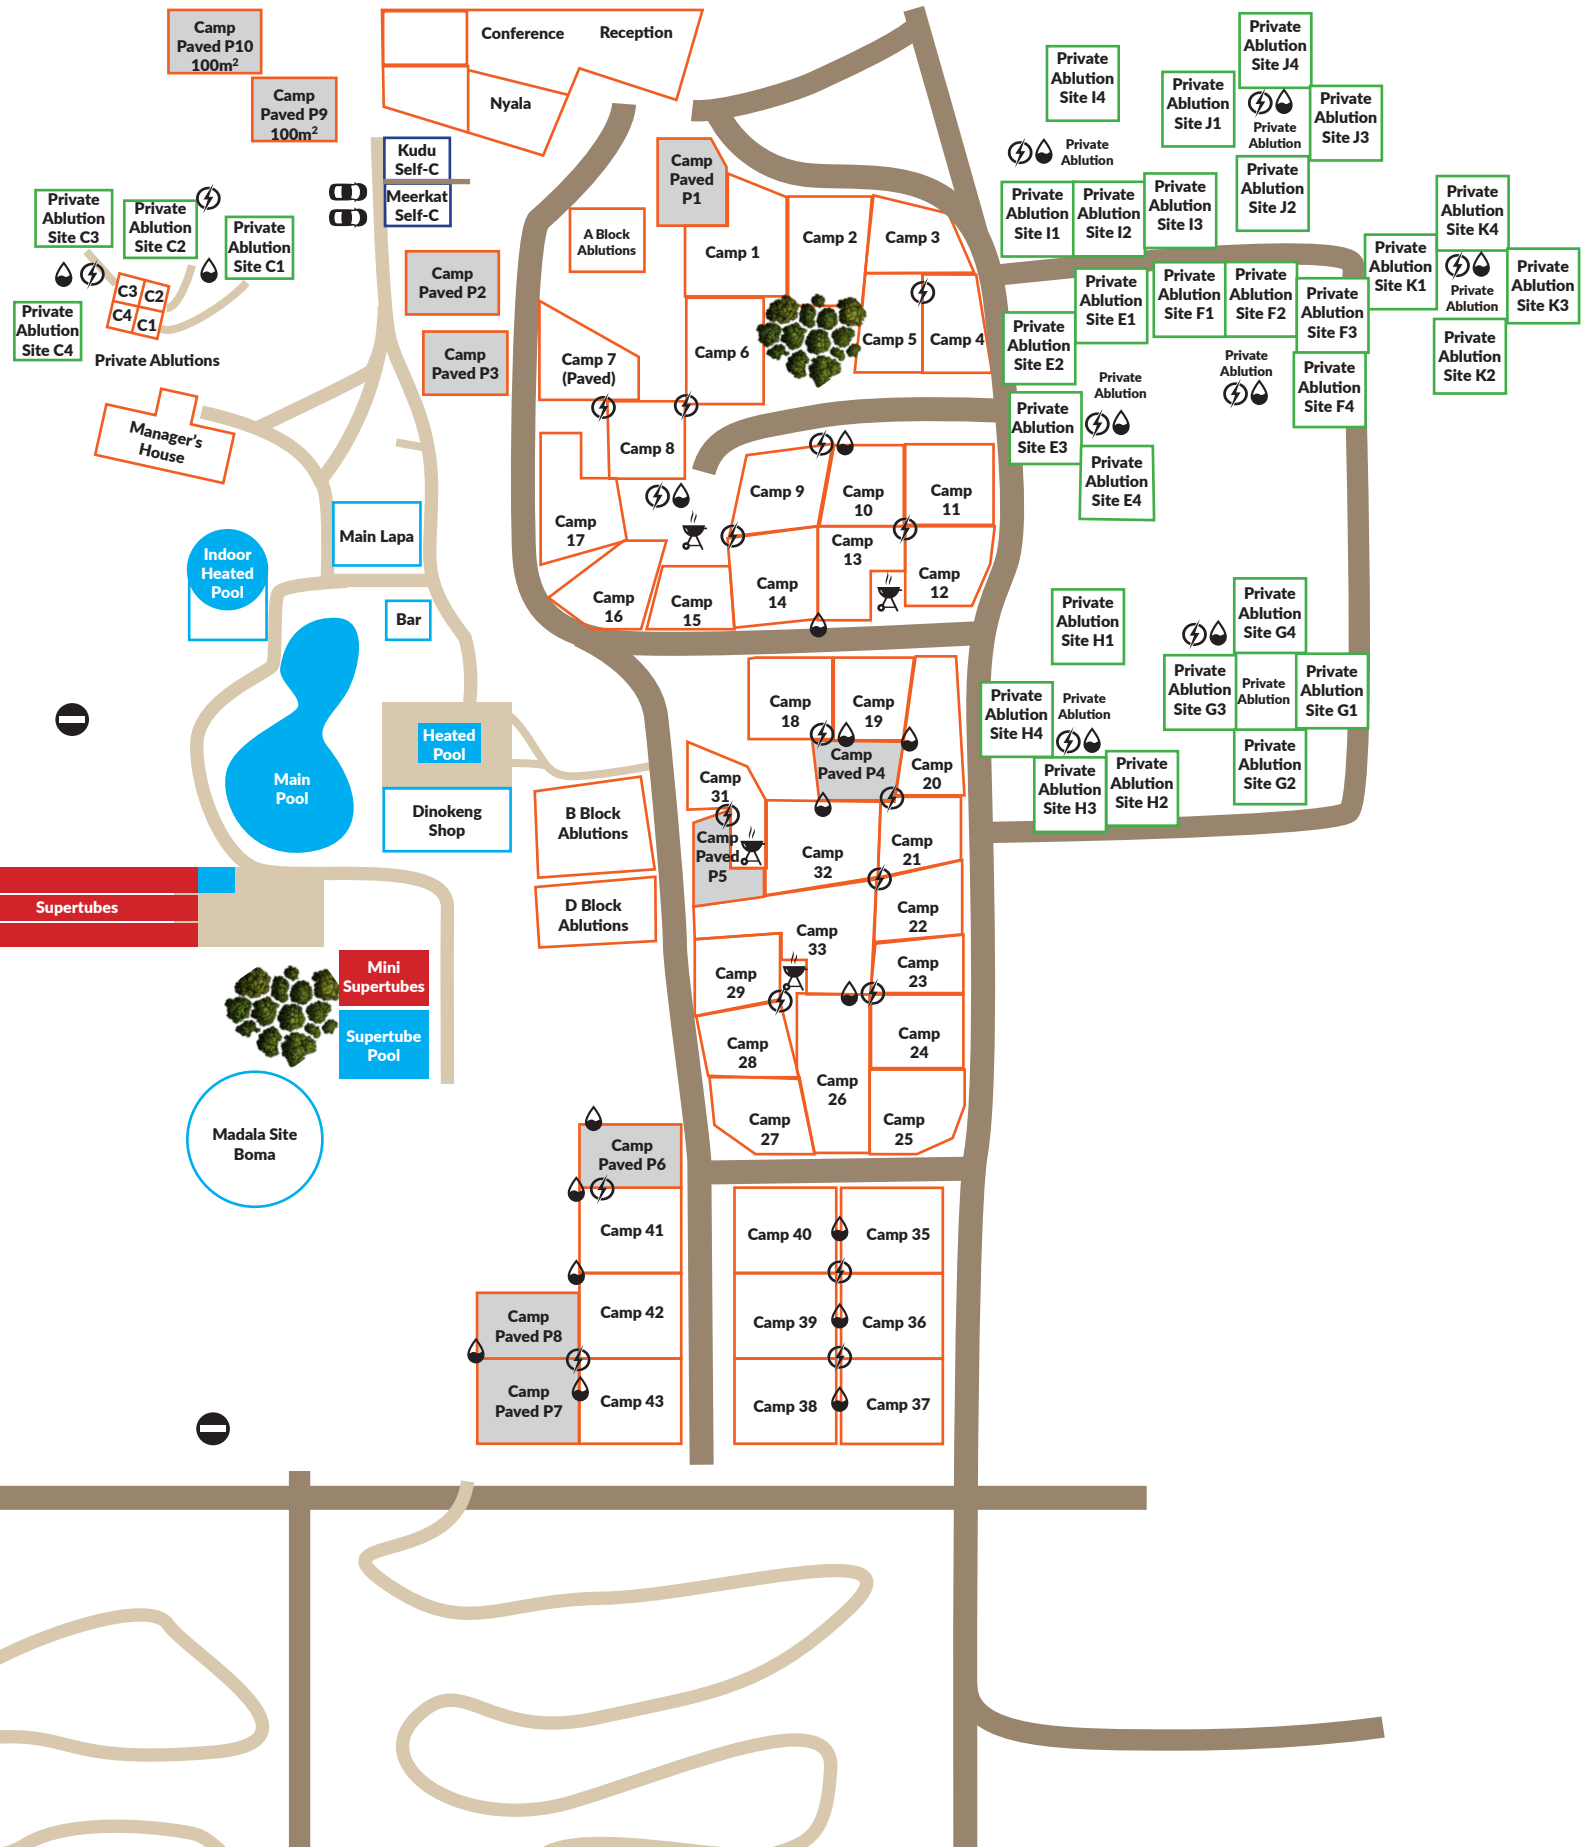 Camp
Paved P10
100m²
Camp
Paved P9
100m²
Conference
Reception
Nyala
Kudu
Self-C
Meerkat
Self-C
Private
Ablution
Site C3
Private
Ablution
Site C2
Private
Ablution
Site C1
Private
Ablution
Site C4
C3
C2
C4
C1
Private Ablutions
Manager's
House
Camp
Paved P2
Camp
Paved P3
A Block
Ablutions
Camp
Paved
P1
Camp 1
Camp 2
Camp 3
Camp 5
Camp 4
Camp 6
Camp 7
(Paved)
Camp 8
Camp 9
Camp
10
Camp
11
Camp
17
Camp
13
Camp
12
Camp
14
Camp
16
Camp
15
Private
Ablution
Site I4
Private
Ablution
Private
Ablution
Site I1
Private
Ablution
Site I2
Private
Ablution
Site I3
Private
Ablution
Site J4
Private
Ablution
Site J1
Private
Ablution
Private
Ablution
Site J3
Private
Ablution
Site J2
Private
Ablution
Site K4
Private
Ablution
Site K1
Private
Ablution
Private
Ablution
Site K3
Private
Ablution
Site K2
Private
Ablution
Site E1
Private
Ablution
Site F1
Private
Ablution
Site F2
Private
Ablution
Site F3
Private
Ablution
Site E2
Private
Ablution
Private
Ablution
Site F4
Private
Ablution
Private
Ablution
Site E3
Private
Ablution
Site E4
Main Lapa
Indoor
Heated
Pool
Bar
Main
Pool
Heated
Pool
Dinokeng
Shop
B Block
Ablutions
D Block
Ablutions
Supertubes
Mini
Supertubes
Supertube
Pool
Madala Site
Boma
Private
Ablution
Site H1
Private
Ablution
Site G4
Private
Ablution
Site G3
Private
Ablution
Private
Ablution
Site G1
Private
Ablution
Site G2
Private
Ablution
Site H4
Private
Ablution
Private
Ablution
Site H3
Private
Ablution
Site H2
Camp
18
Camp
19
Camp
20
Camp
Paved P4
Camp
31
Camp
Paved
P5
Camp
32
Camp
21
Camp
22
Camp
33
Camp
23
Camp
29
Camp
24
Camp
28
Camp
26
Camp
27
Camp
25
Camp
Paved P6
Camp 41
Camp 42
Camp
Paved P8
Camp
Paved P7
Camp 43
Camp 40
Camp 35
Camp 39
Camp 36
Camp 38
Camp 37